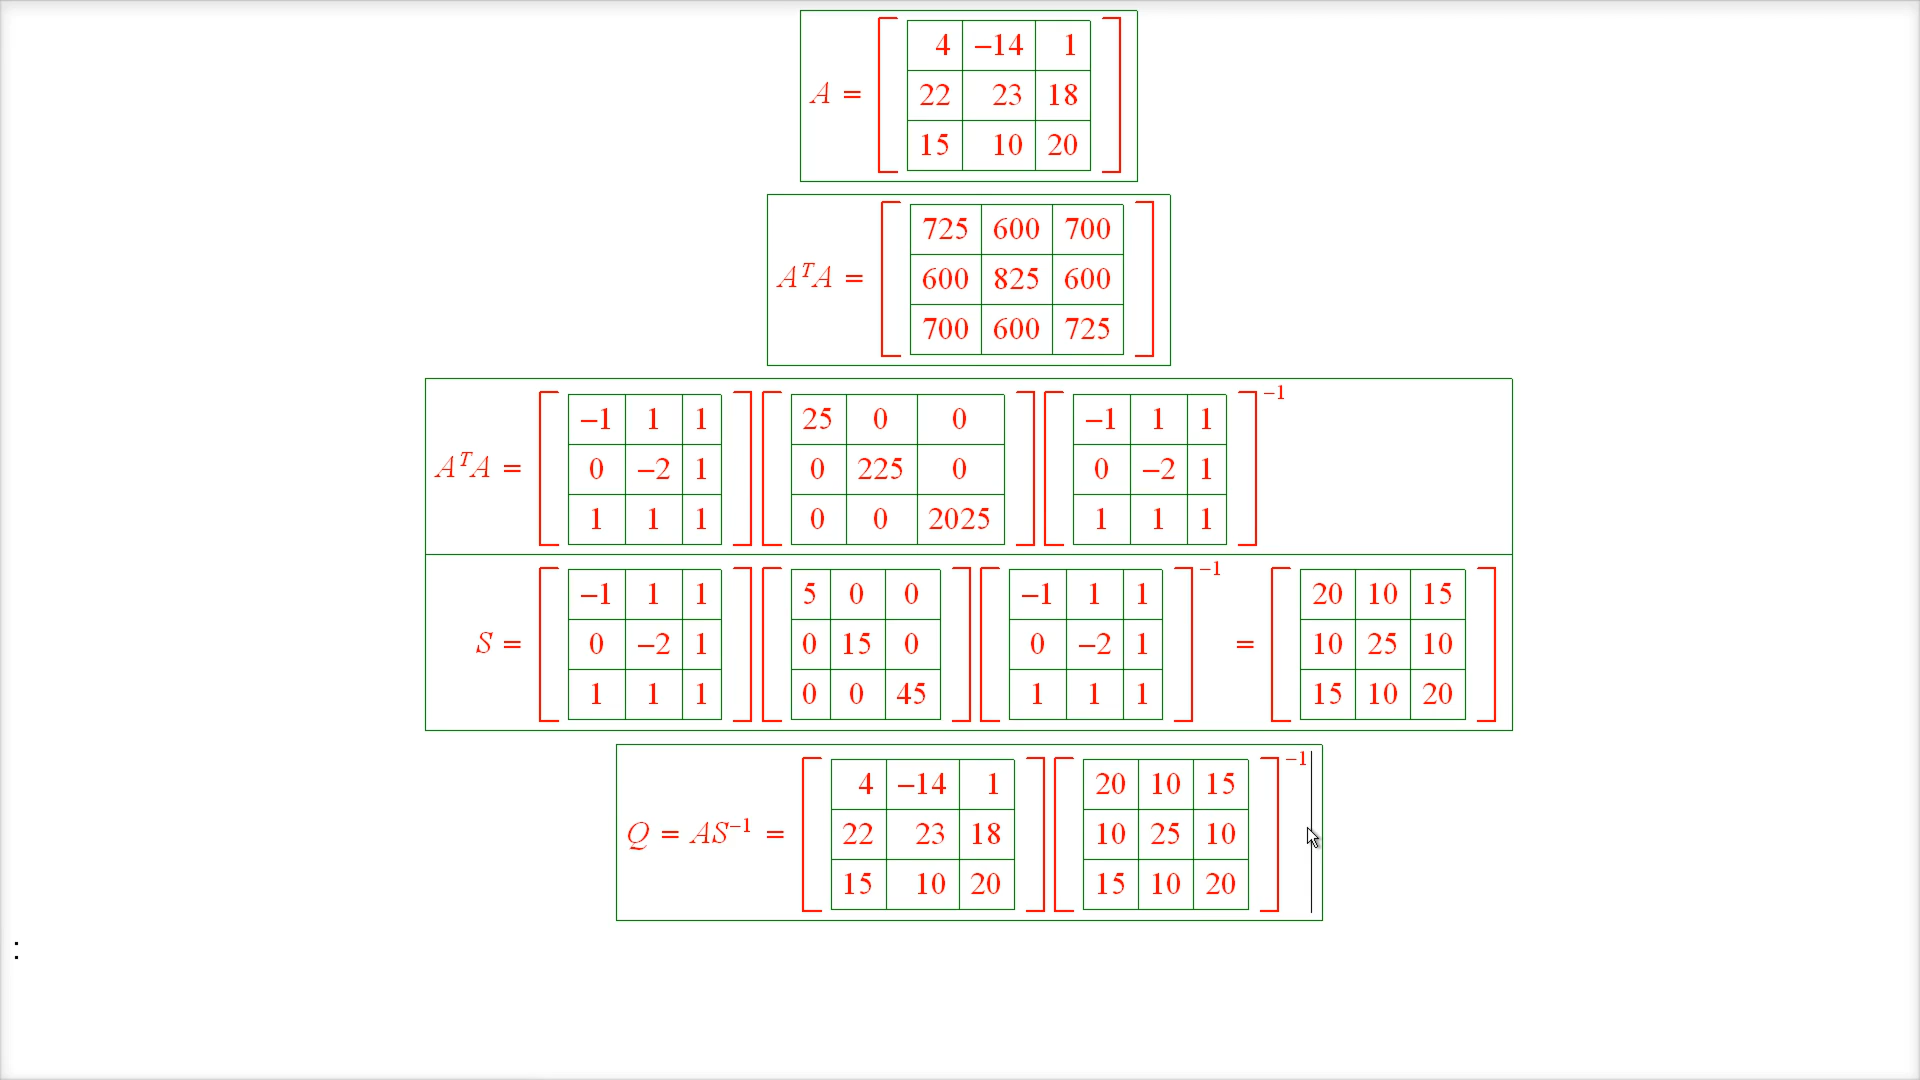 4 −14 1
A = 22 23 18
15 10 20
725 600 700
AᵀA = 600 825 600
700 600 725
−1 1 1 25 0 0 −1 1 1 −1
AᵀA = 0 −2 1 0 225 0 0 −2 1
1 1 1 0 0 2025 1 1 1
−1 1 1 5 0 0 −1 1 1 −1 20 10 15
S = 0 −2 1 0 15 0 0 −2 1 = 10 25 10
1 1 1 0 0 45 1 1 1 15 10 20
4 −14 1 20 10 15 −1
Q = AS⁻¹ = 22 23 18 10 25 10
15 10 20 15 10 20
: